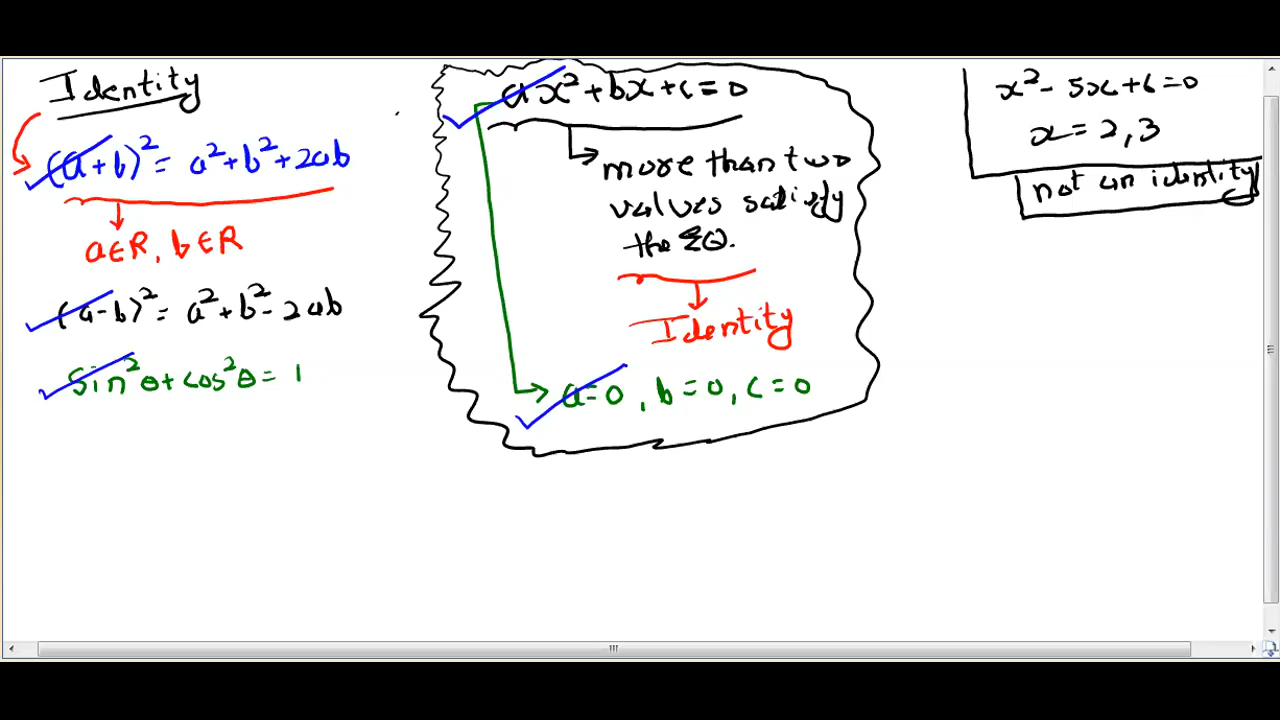 Identity
(a+b)² = a²+b²+2ab
a∈R, b∈R
(a-b)² = a²+b²-2ab
sin²θ+cos²θ = 1
ax²+bx+c=0
more than two
values satisfy
the EQ.
Identity
a=0, b=0, c=0
x²-5x+6=0
x=2,3
not an identity